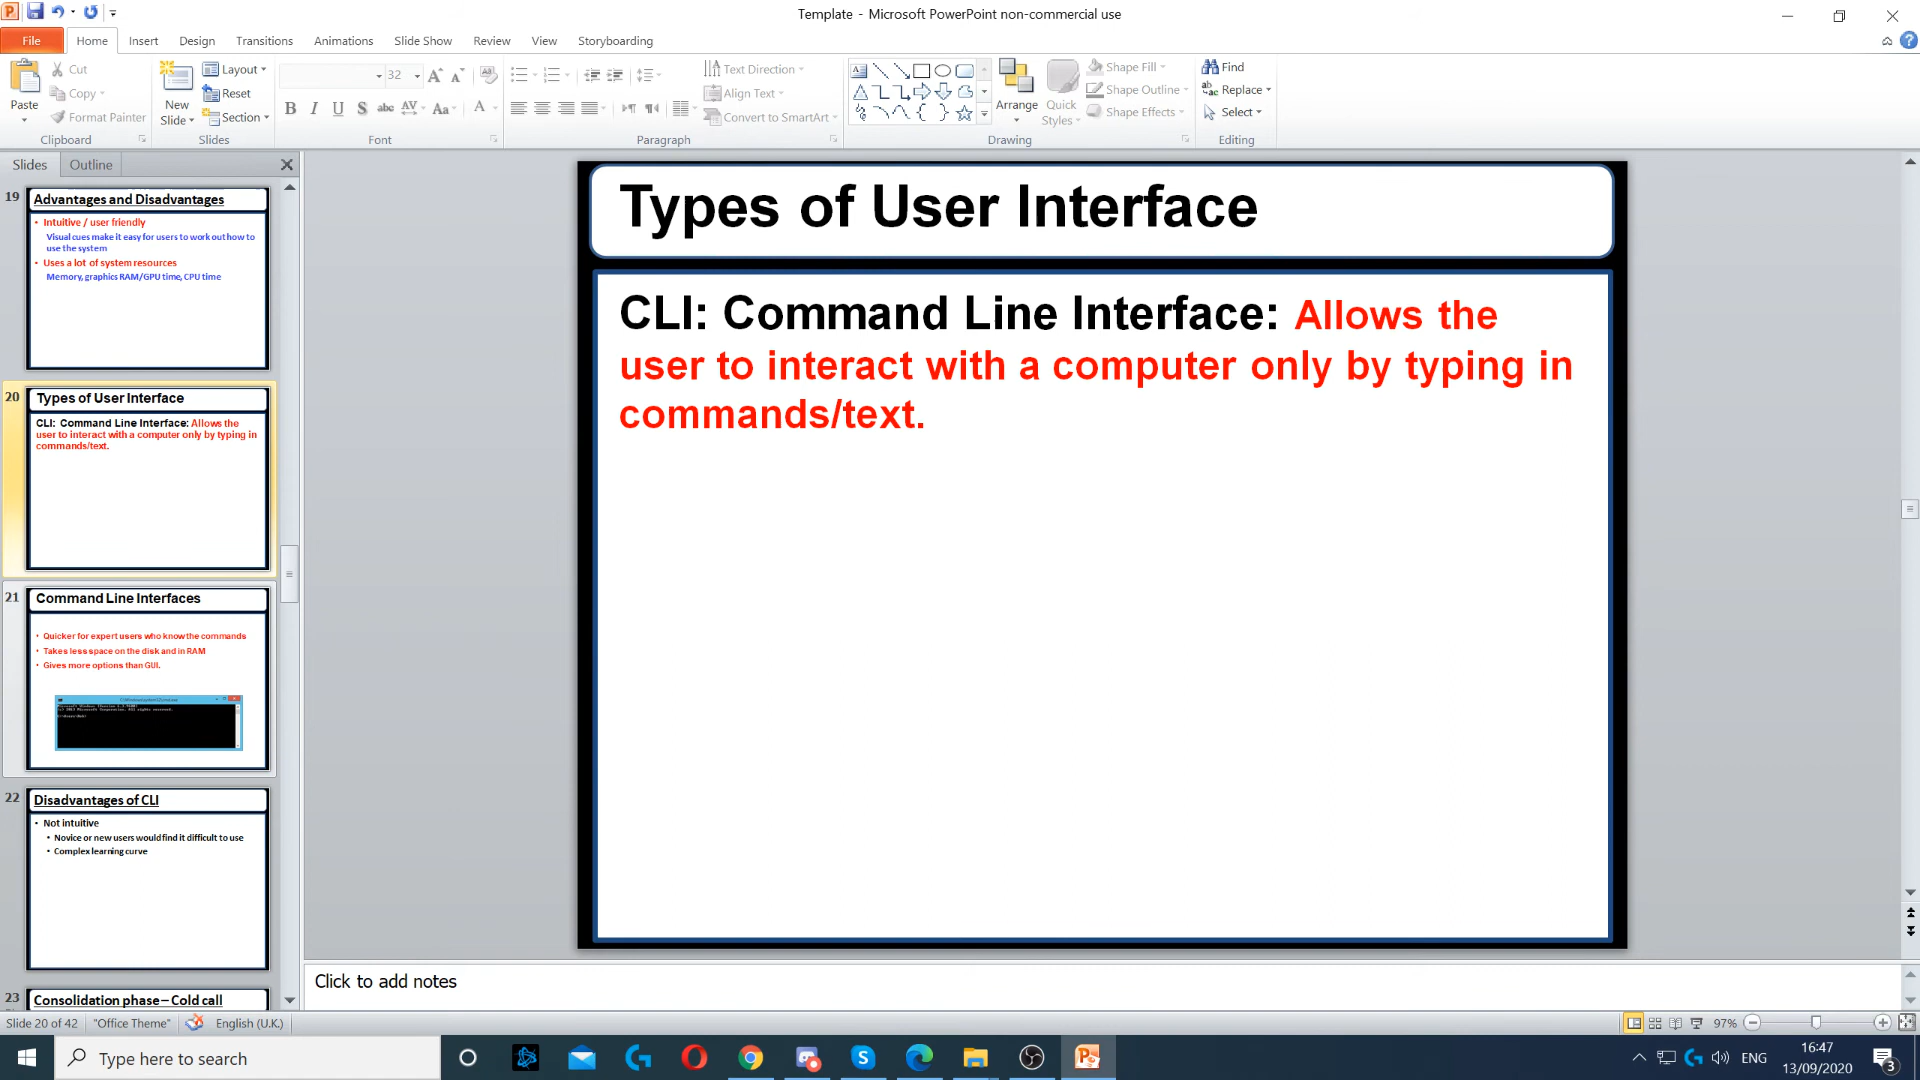 Template - Microsoft PowerPoint non-commercial use
File Home Insert Design Transitions Animations Slide Show Review View Storyboarding
Paste
Cut
Copy
Format Painter
Clipboard
New Slide
Layout
Reset
Section
Slides
32
Font
Text Direction
Align Text
Convert to SmartArt
Paragraph
Arrange
Quick Styles
Shape Fill
Shape Outline
Shape Effects
Drawing
Find
Replace
Select
Editing
Slides Outline
19
Advantages and Disadvantages
• Intuitive / user friendly
Visual cues make it easy for users to work out how to
use the system
• Uses a lot of system resources
Memory, graphics RAM/GPU time, CPU time
20
Types of User Interface
CLI: Command Line Interface: Allows the
user to interact with a computer only by typing in
commands/text.
21
Command Line Interfaces
• Quicker for expert users who know the commands
• Takes less space on the disk and in RAM
• Gives more options than GUI.
22
Disadvantages of CLI
• Not intuitive
• Novice or new users would find it difficult to use
• Complex learning curve
23
Consolidation phase – Cold call
Types of User Interface
CLI: Command Line Interface: Allows the
user to interact with a computer only by typing in
commands/text.
Click to add notes
Slide 20 of 42 "Office Theme" English (U.K.) 97%
Type here to search
ENG
16:47
13/09/2020
3